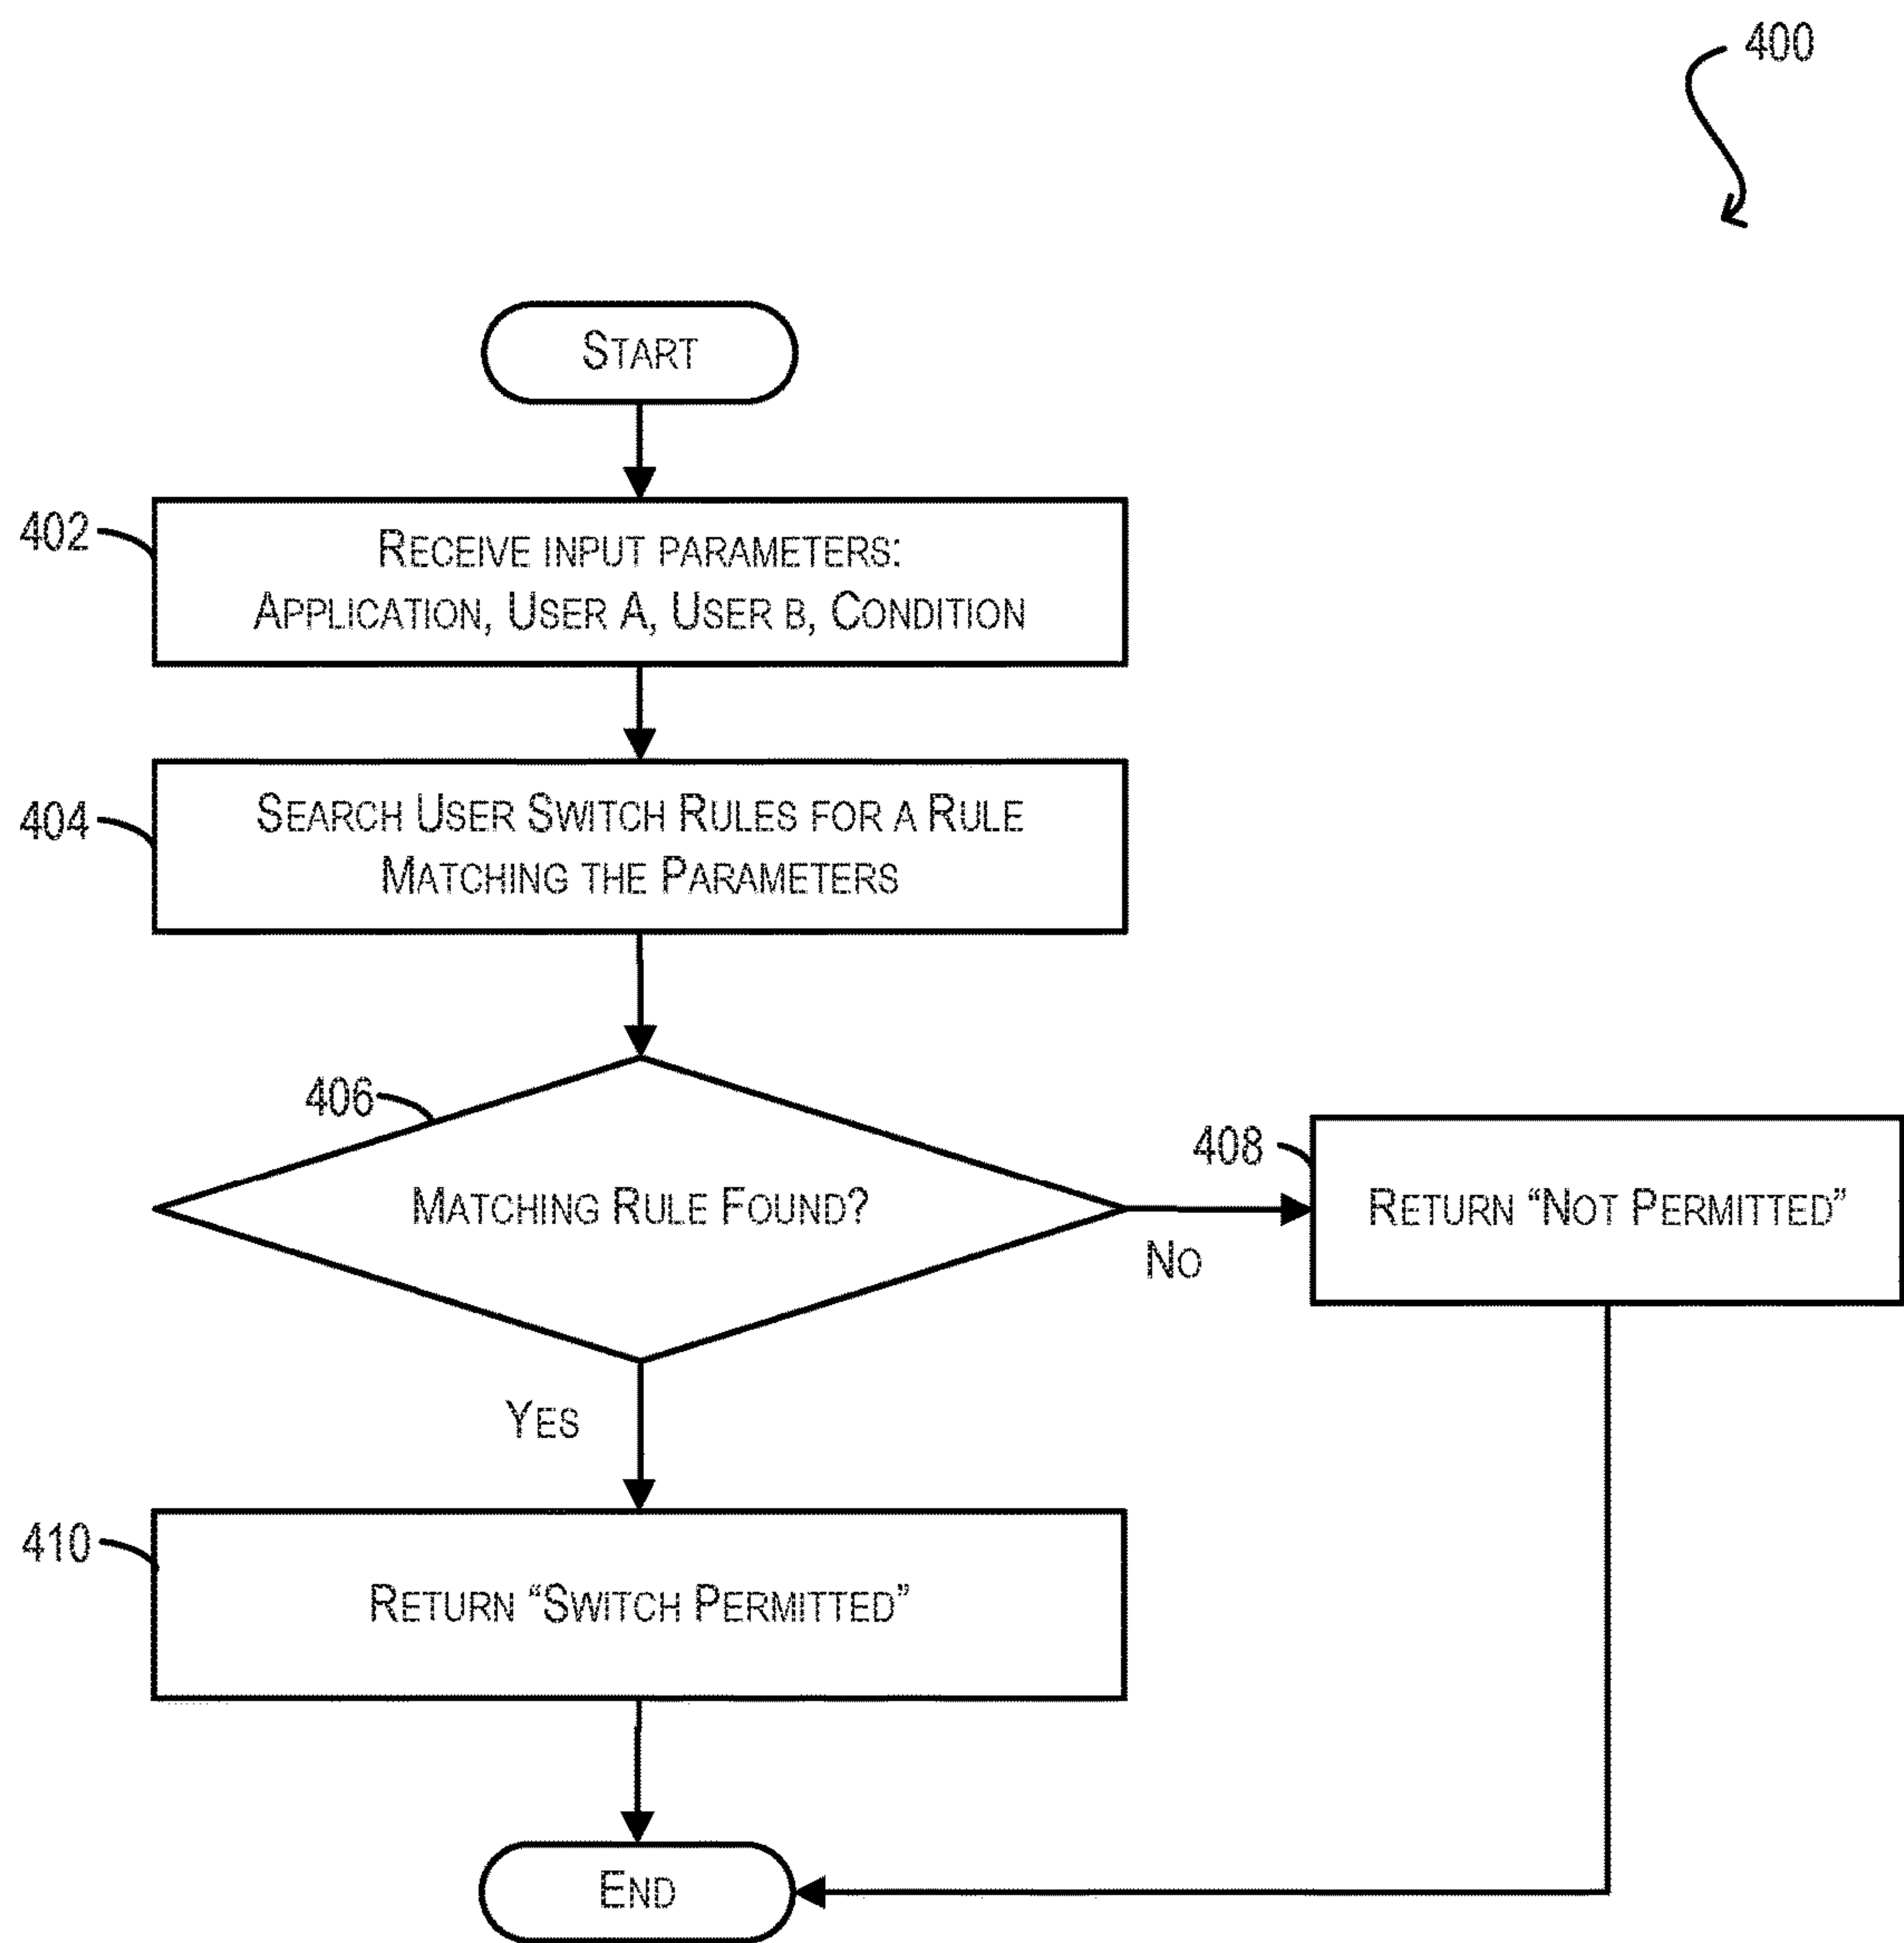 400
START
402
RECEIVE INPUT PARAMETERS:
APPLICATION, USER A, USER B, CONDITION
404
SEARCH USER SWITCH RULES FOR A RULE
MATCHING THE PARAMETERS
406
MATCHING RULE FOUND?
408
RETURN “NOT PERMITTED”
NO
YES
410
RETURN “SWITCH PERMITTED”
END